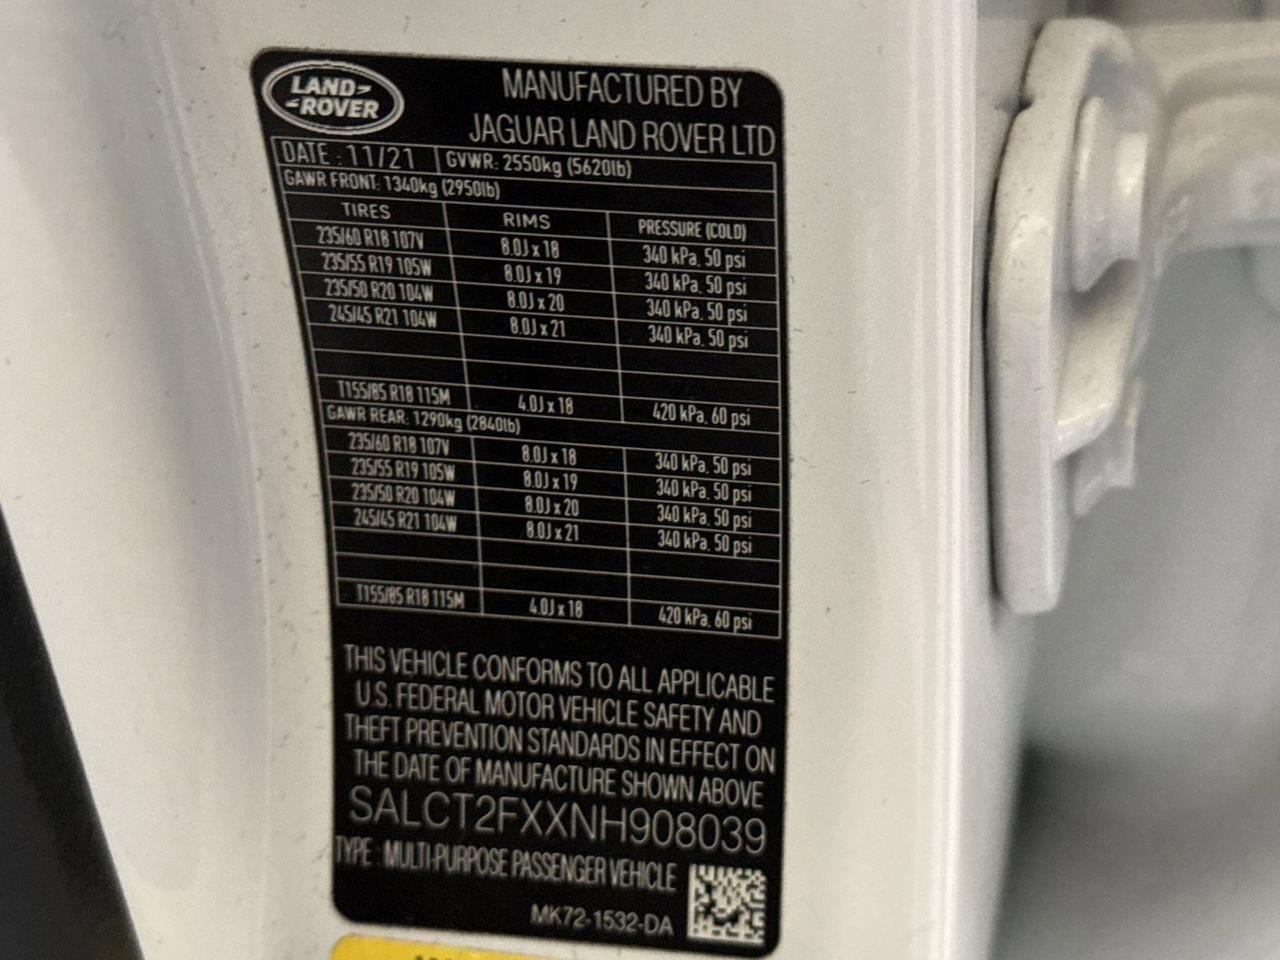 LAND-
-ROVER
MANUFACTURED BY
JAGUAR LAND ROVER LTD
DATE : 11/21 GVWR: 2550kg (5620lb)
GAWR FRONT: 1340kg (2950lb)
TIRES RIMS PRESSURE (COLD)
235/60 R18 107V 8.0J x 18 340 kPa, 50 psi
235/55 R19 105W 8.0J x 19 340 kPa, 50 psi
235/50 R20 104W 8.0J x 20 340 kPa, 50 psi
245/45 R21 104W 8.0J x 21 340 kPa, 50 psi
T155/85 R18 115M 4.0J x 18 420 kPa, 60 psi
GAWR REAR: 1290kg (2840lb)
235/60 R18 107V 8.0J x 18 340 kPa, 50 psi
235/55 R19 105W 8.0J x 19 340 kPa, 50 psi
235/50 R20 104W 8.0J x 20 340 kPa, 50 psi
245/45 R21 104W 8.0J x 21 340 kPa, 50 psi
T155/85 R18 115M 4.0J x 18 420 kPa, 60 psi
THIS VEHICLE CONFORMS TO ALL APPLICABLE
U.S. FEDERAL MOTOR VEHICLE SAFETY AND
THEFT PREVENTION STANDARDS IN EFFECT ON
THE DATE OF MANUFACTURE SHOWN ABOVE
SALCT2FXXNH908039
TYPE : MULTI-PURPOSE PASSENGER VEHICLE
MK72-1532-DA